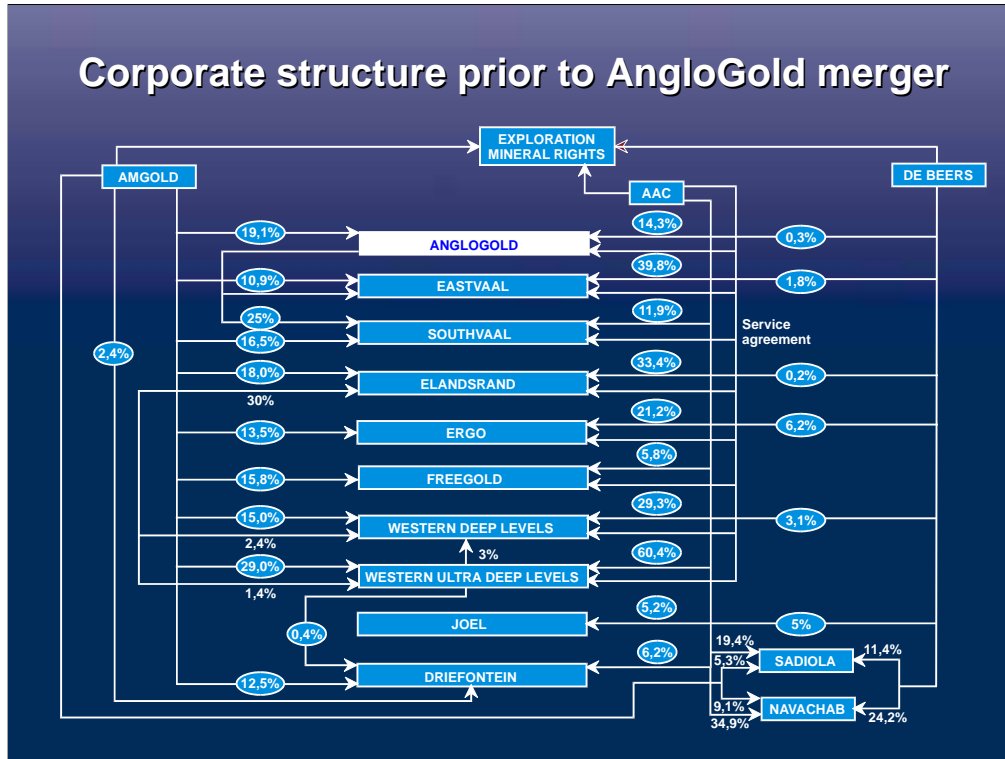 Corporate structure prior to AngloGold merger
EXPLORATION
MINERAL RIGHTS
AMGOLD
DE BEERS
AAC
14,3%
19,1%
0,3%
ANGLOGOLD
39,8%
10,9%
1,8%
EASTVAAL
11,9%
25%
Service
agreement
SOUTHVAAL
16,5%
2,4%
33,4%
18,0%
0,2%
ELANDSRAND
30%
21,2%
6,2%
13,5%
ERGO
5,8%
15,8%
FREEGOLD
29,3%
15,0%
3,1%
WESTERN DEEP LEVELS
2,4%
3%
60,4%
29,0%
WESTERN ULTRA DEEP LEVELS
1,4%
5,2%
JOEL
5%
0,4%
19,4%
6,2%
11,4%
5,3%
SADIOLA
DRIEFONTEIN
12,5%
9,1%
NAVACHAB
24,2%
34,9%